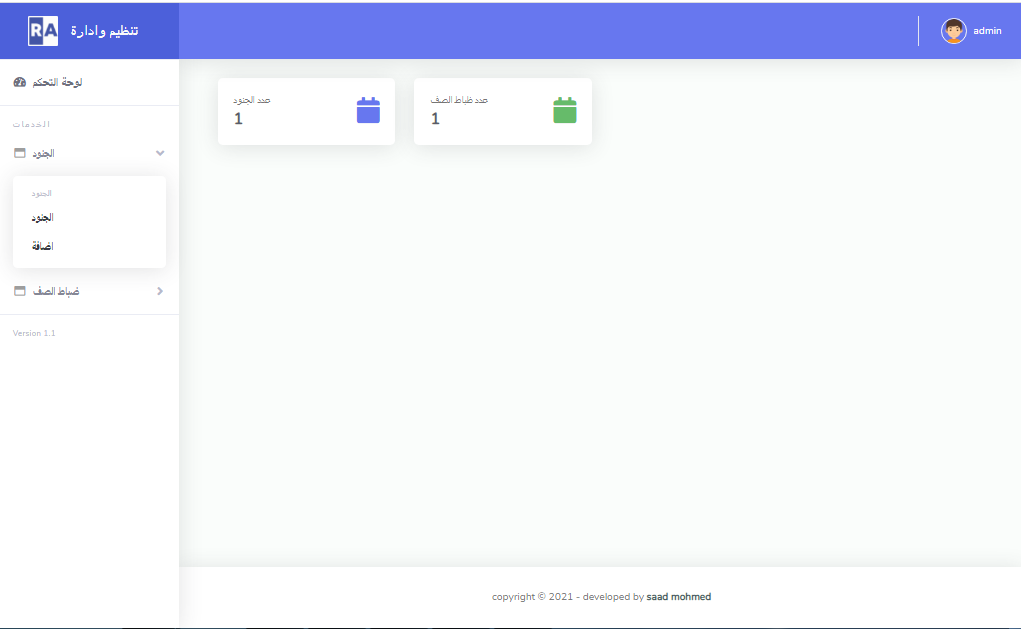 RA تنظيم وادارة
admin
لوحة التحكم
الخدمات
الجنود
الجنود
الجنود
اضافة
ضباط الصف
Version 1.1
عدد الجنود
1
عدد ظباط الصف
1
copyright © 2021 - developed by saad mohmed